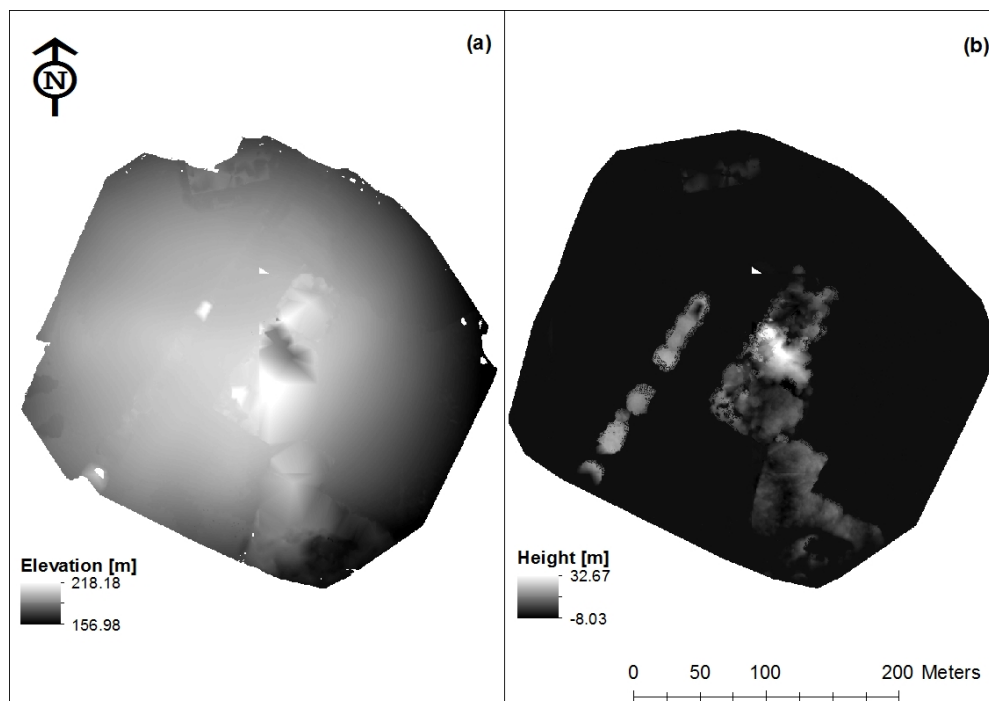 (a)
(b)
N
Elevation [m]
218.18
156.98
Height [m]
32.67
-8.03
0 50 100 200 Meters